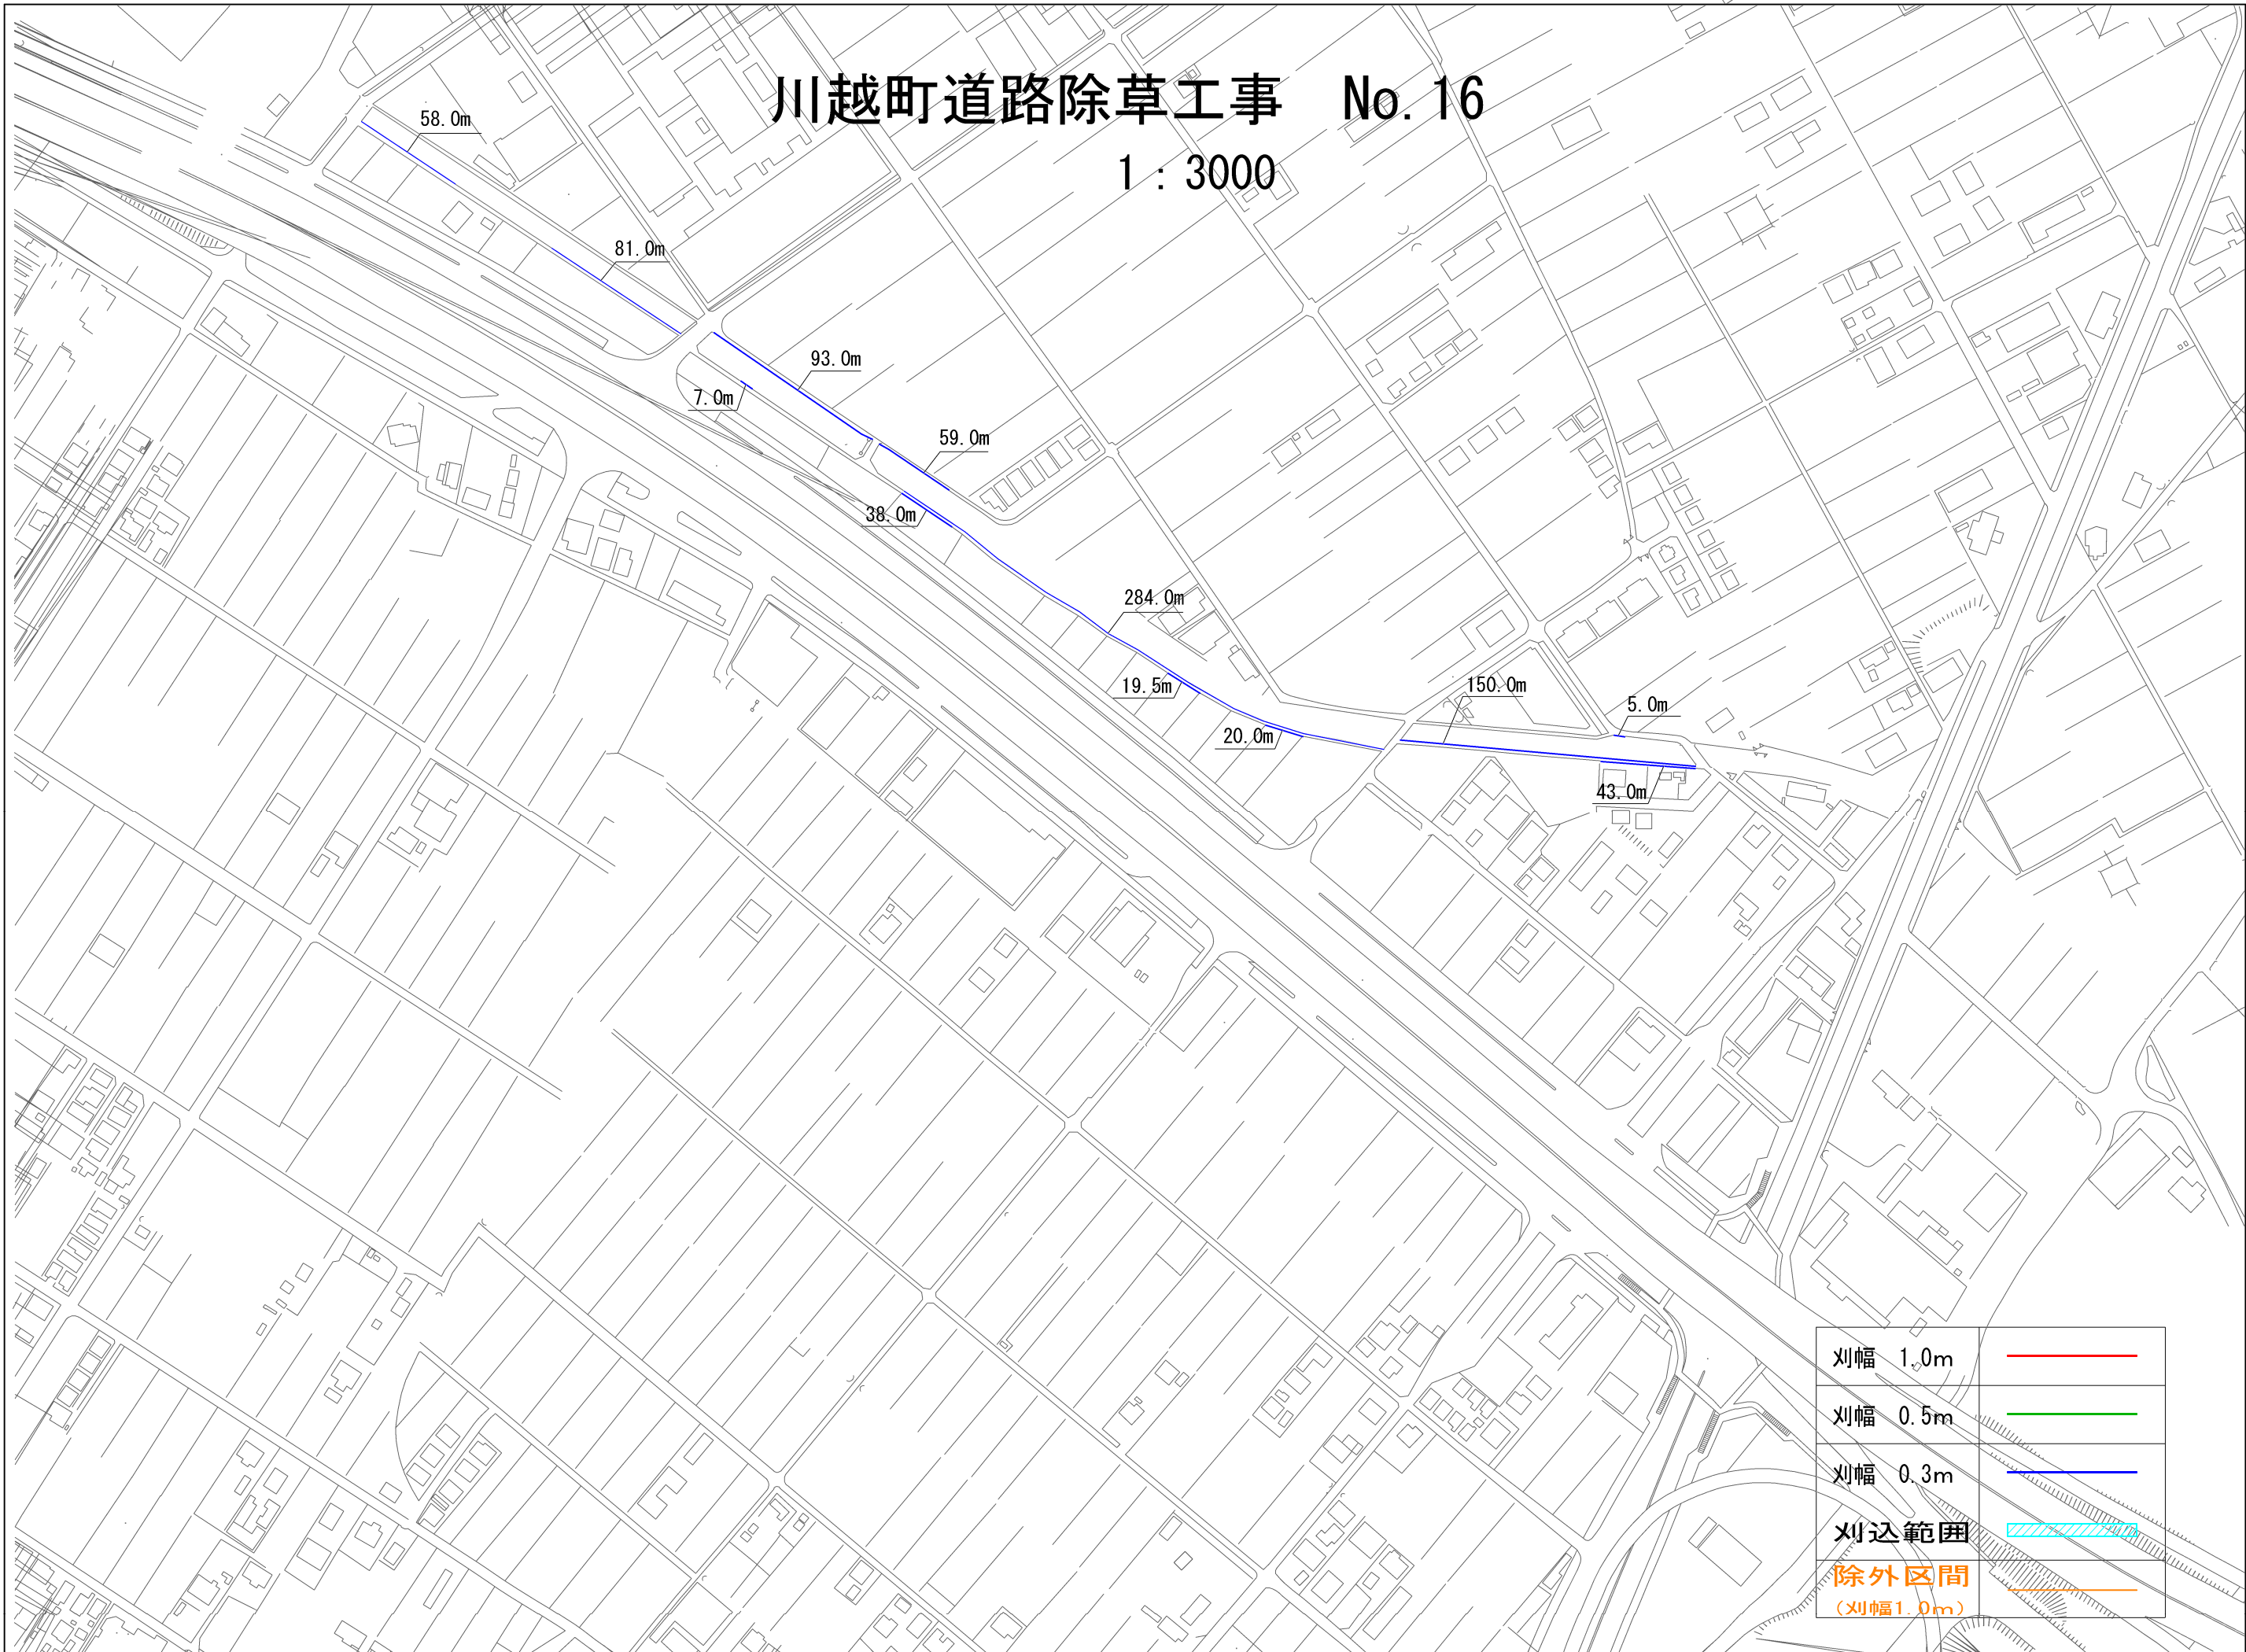 川越町道路除草工事　No.16
1：3000
58.0m
81.0m
93.0m
7.0m
59.0m
38.0m
284.0m
19.5m
150.0m
5.0m
20.0m
43.0m
刈幅　1.0m
刈幅　0.5m
刈幅　0.3m
刈込範囲
除外区間
（刈幅1.0m）